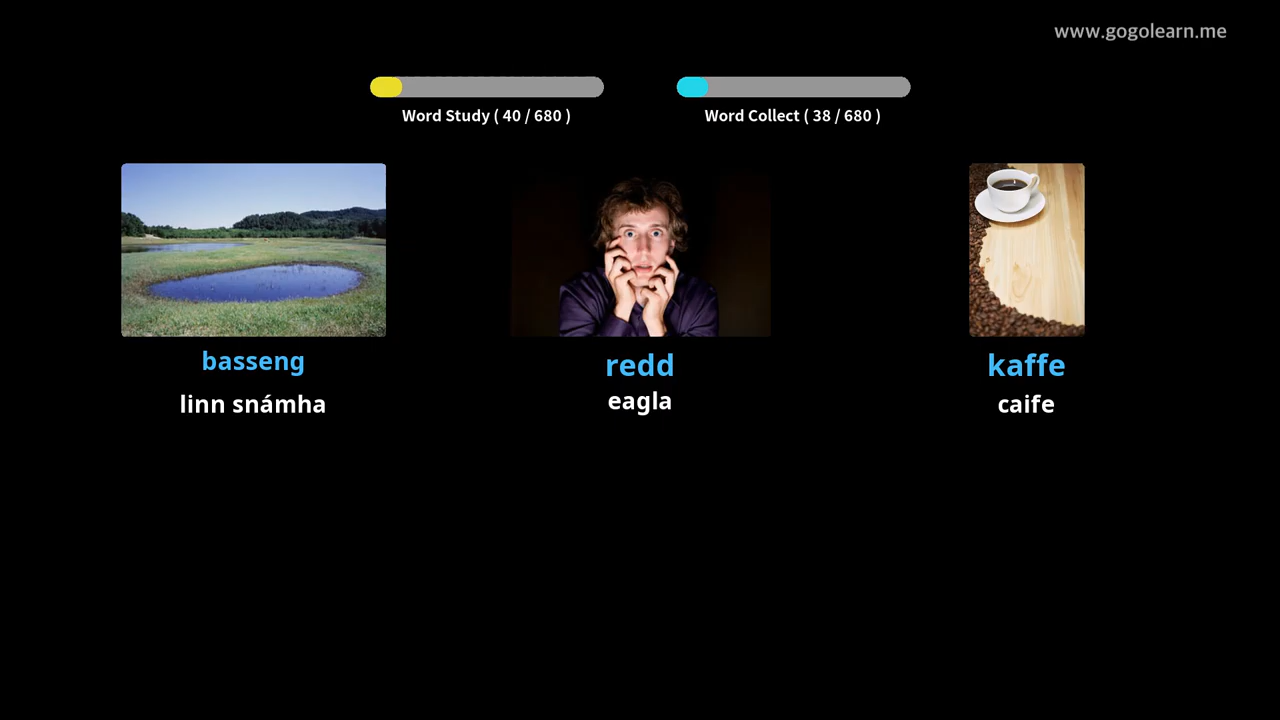 www.gogolearn.me
Word Study ( 40 / 680 )
Word Collect ( 38 / 680 )
basseng
redd
kaffe
linn snámha
eagla
caife